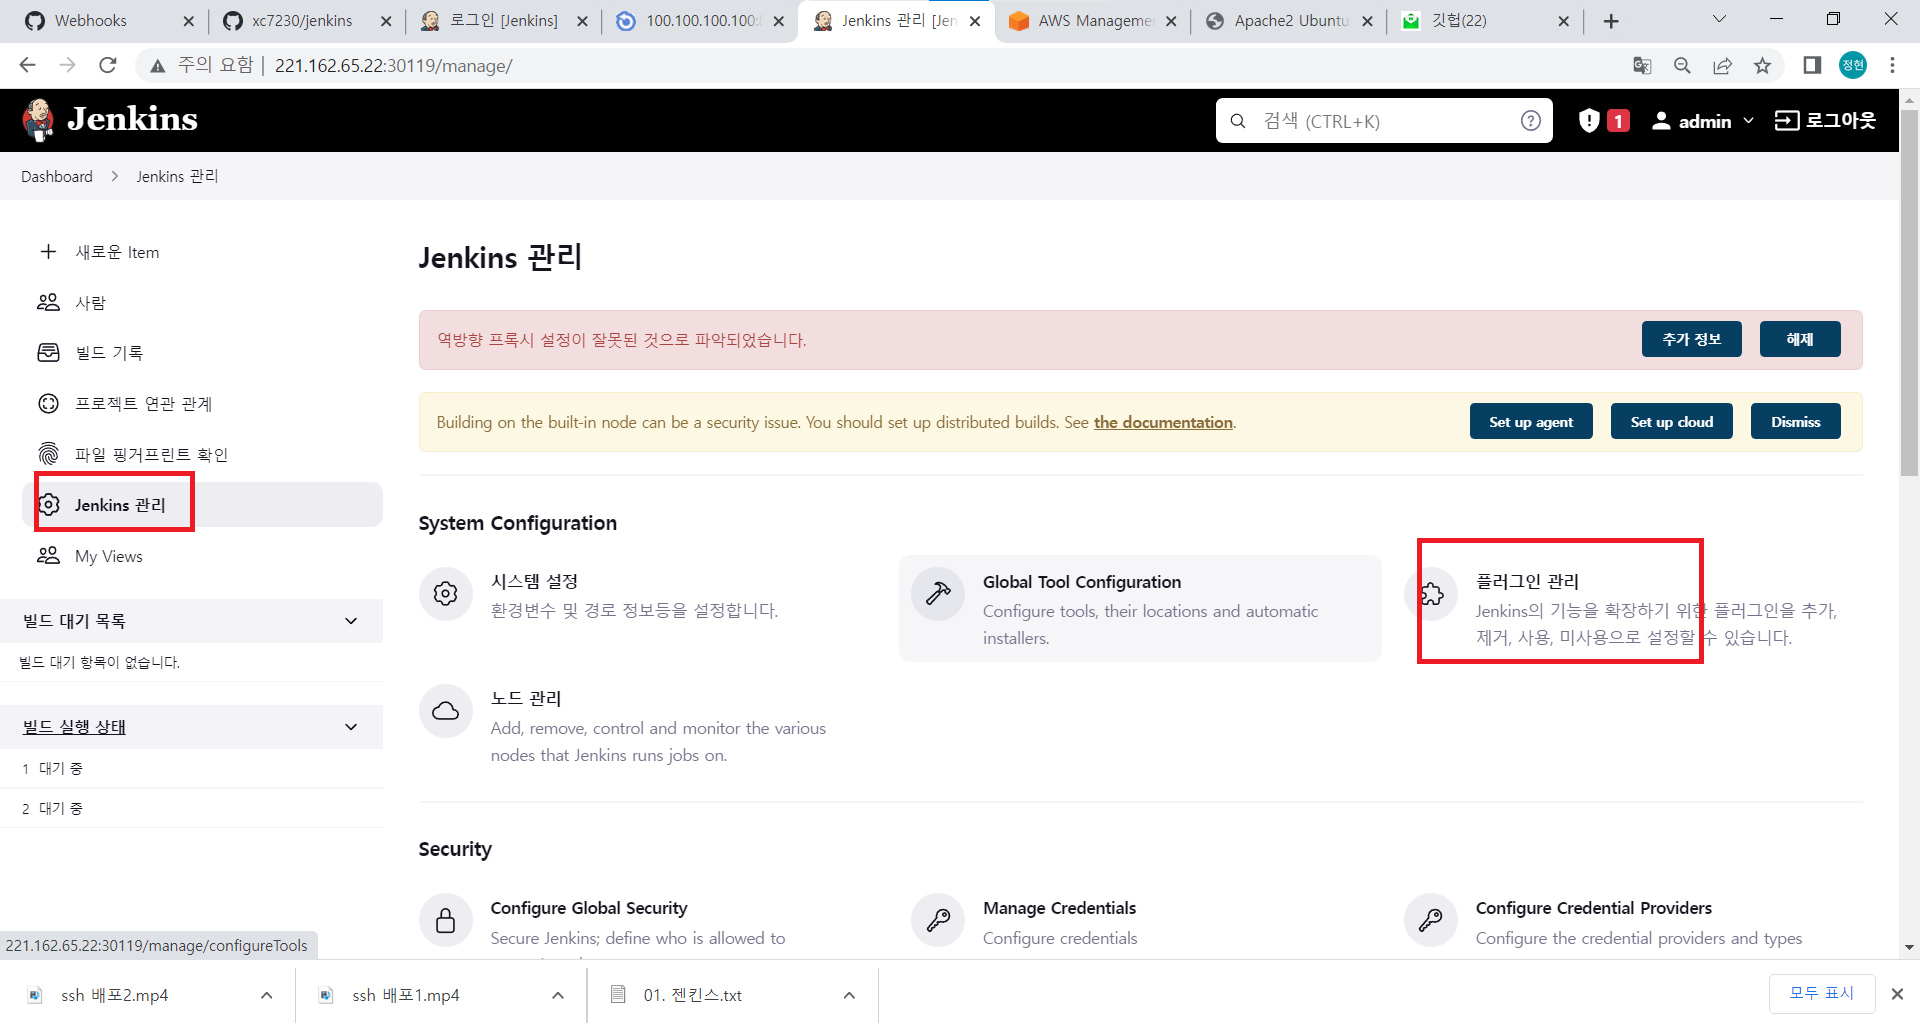 Webhooks
xc7230/jenkins
로그인 [Jenkins]
100.100.100.100:
Jenkins 관리 [Jen
AWS Manageme
Apache2 Ubuntu
깃헙(22)
주의 요함 | 221.162.65.22:30119/manage/
정현
Jenkins
검색 (CTRL+K)
1
admin
로그아웃
Dashboard > Jenkins 관리
새로운 Item
사람
빌드 기록
프로젝트 연관 관계
파일 핑거프린트 확인
Jenkins 관리
My Views
빌드 대기 목록
빌드 대기 항목이 없습니다.
빌드 실행 상태
1 대기 중
2 대기 중
Jenkins 관리
역방향 프록시 설정이 잘못된 것으로 파악되었습니다.
추가 정보
해제
Building on the built-in node can be a security issue. You should set up distributed builds. See the documentation.
Set up agent
Set up cloud
Dismiss
System Configuration
시스템 설정
환경변수 및 경로 정보등을 설정합니다.
Global Tool Configuration
Configure tools, their locations and automatic
installers.
플러그인 관리
Jenkins의 기능을 확장하기 위한 플러그인을 추가,
제거, 사용, 미사용으로 설정할 수 있습니다.
노드 관리
Add, remove, control and monitor the various
nodes that Jenkins runs jobs on.
Security
Configure Global Security
Secure Jenkins; define who is allowed to
Manage Credentials
Configure credentials
Configure Credential Providers
Configure the credential providers and types
221.162.65.22:30119/manage/configureTools
ssh 배포2.mp4
ssh 배포1.mp4
01. 젠킨스.txt
모두 표시